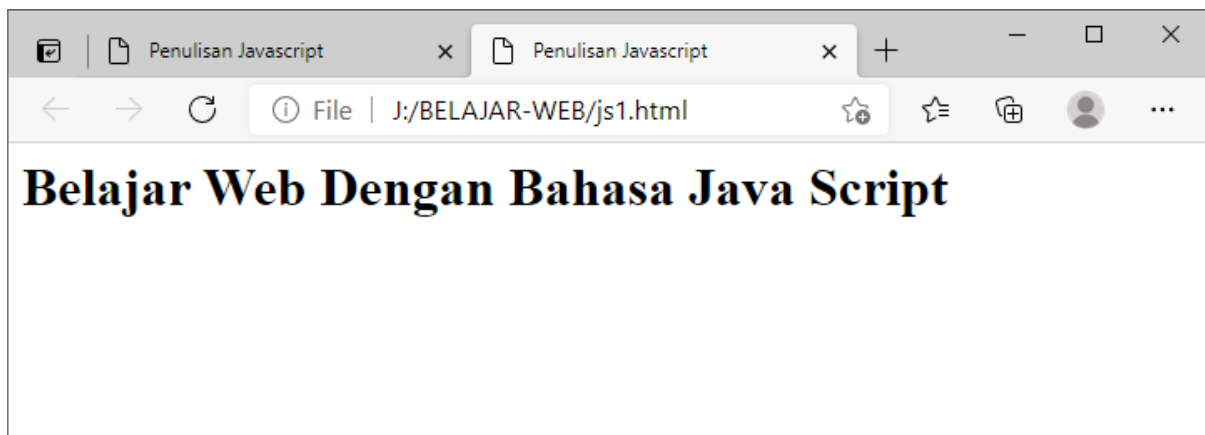 Penulisan Javascript Penulisan Javascript
File J:/BELAJAR-WEB/js1.html
Belajar Web Dengan Bahasa Java Script